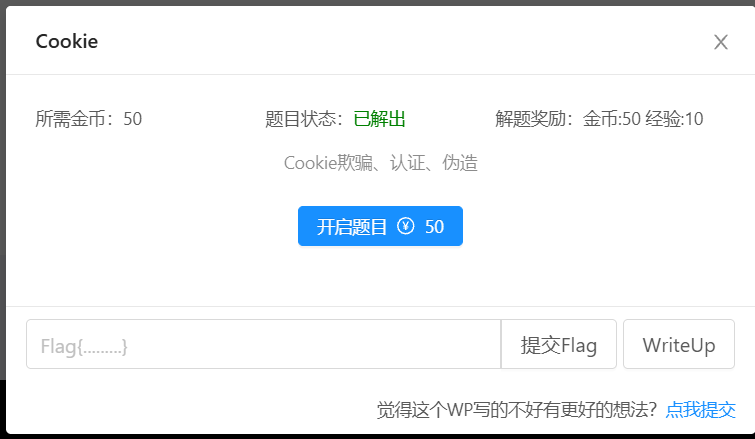 Cookie
所需金币：50 题目状态：已解出 解题奖励：金币:50 经验:10
Cookie欺骗、认证、伪造
开启题目 ¥ 50
Flag{.........} 提交Flag WriteUp
觉得这个WP写的不好有更好的想法？点我提交